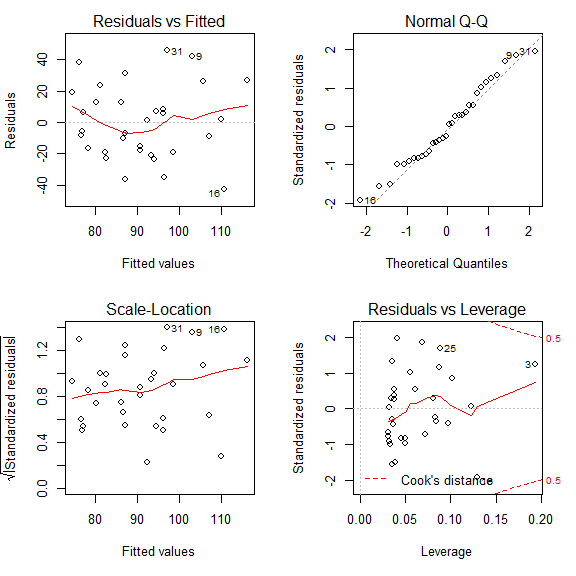 Residuals vs Fitted
Residuals
40
20
0
-20
-40
31
9
16
80 90 100 110
Fitted values
Normal Q-Q
Standardized residuals
2
1
0
-1
-2
9 31
16
-2 -1 0 1 2
Theoretical Quantiles
Scale-Location
√|Standardized residuals|
1.2
0.8
0.4
0.0
31
9
16
80 90 100 110
Fitted values
Residuals vs Leverage
Standardized residuals
2
1
0
-1
-2
25
3
0.5
0.5
Cook's distance
0.00 0.05 0.10 0.15 0.20
Leverage